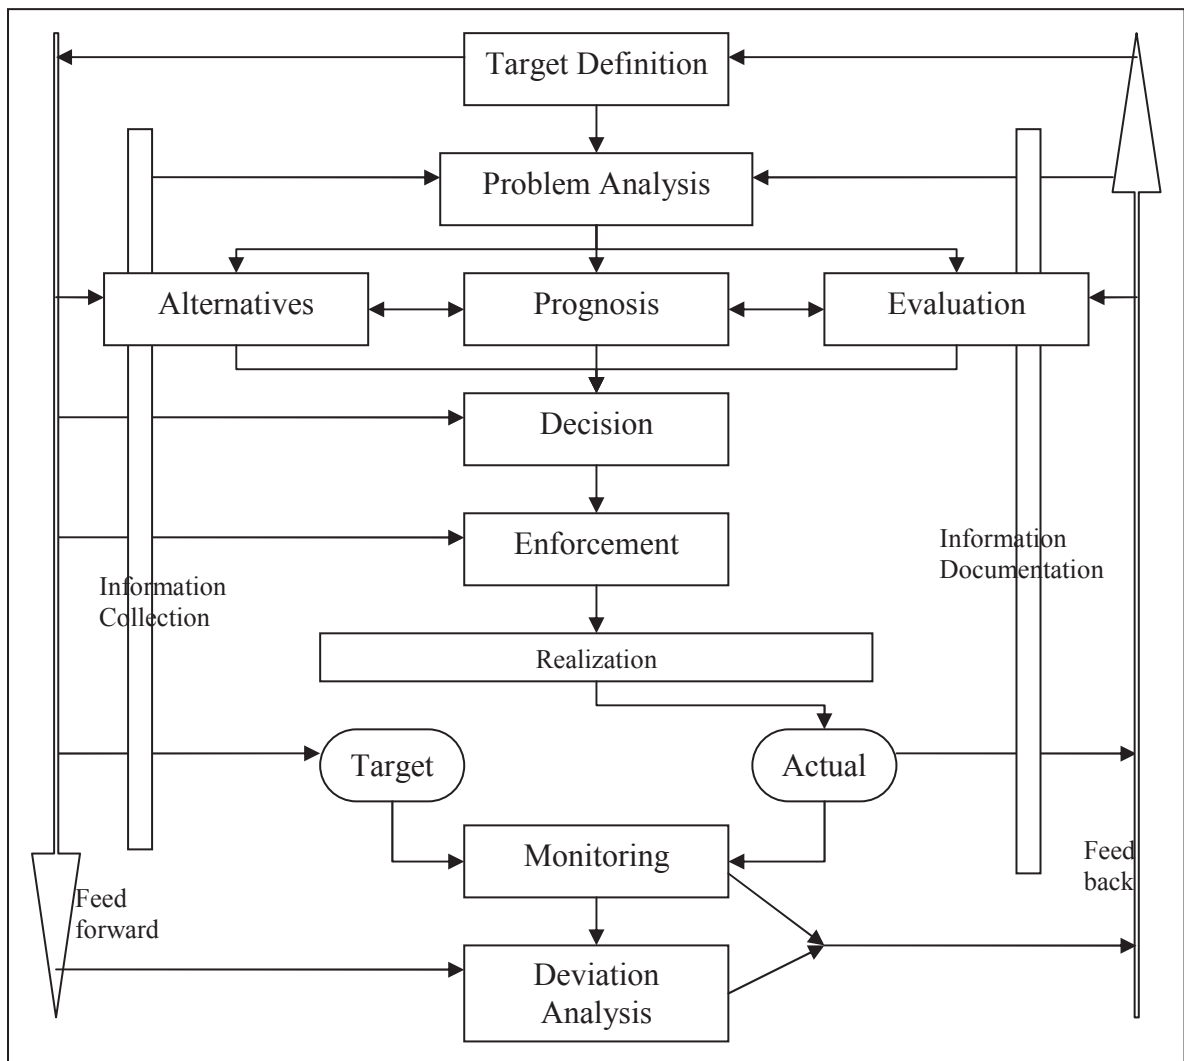 Target Definition
Problem Analysis
Alternatives
Prognosis
Evaluation
Decision
Enforcement
Information
Documentation
Information
Collection
Realization
Target
Actual
Monitoring
Feed
back
Feed
forward
Deviation
Analysis